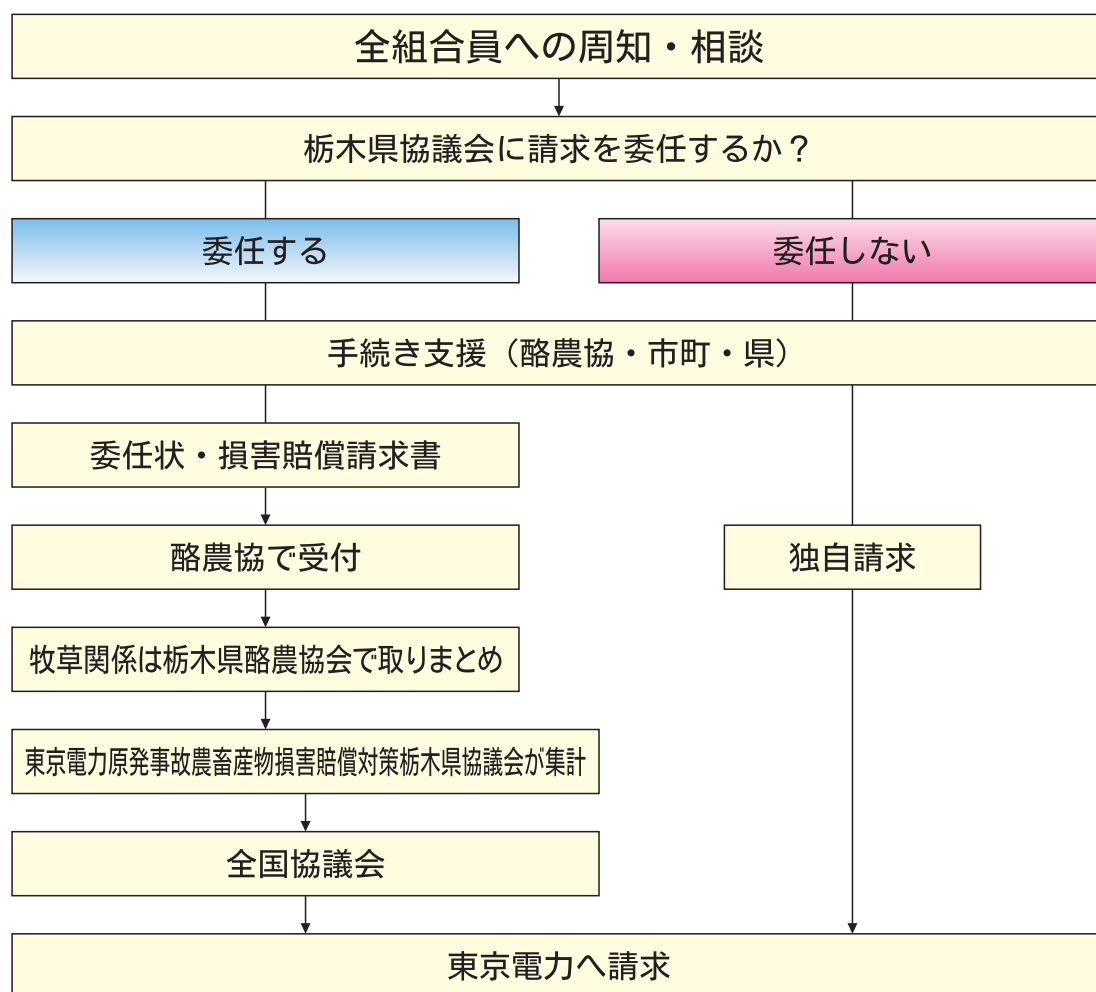 全組合員への周知・相談
栃木県協議会に請求を委任するか？
委任する
委任しない
手続き支援（酪農協・市町・県）
委任状・損害賠償請求書
酪農協で受付
独自請求
牧草関係は栃木県酪農協会で取りまとめ
東京電力原発事故農畜産物損害賠償対策栃木県協議会が集計
全国協議会
東京電力へ請求